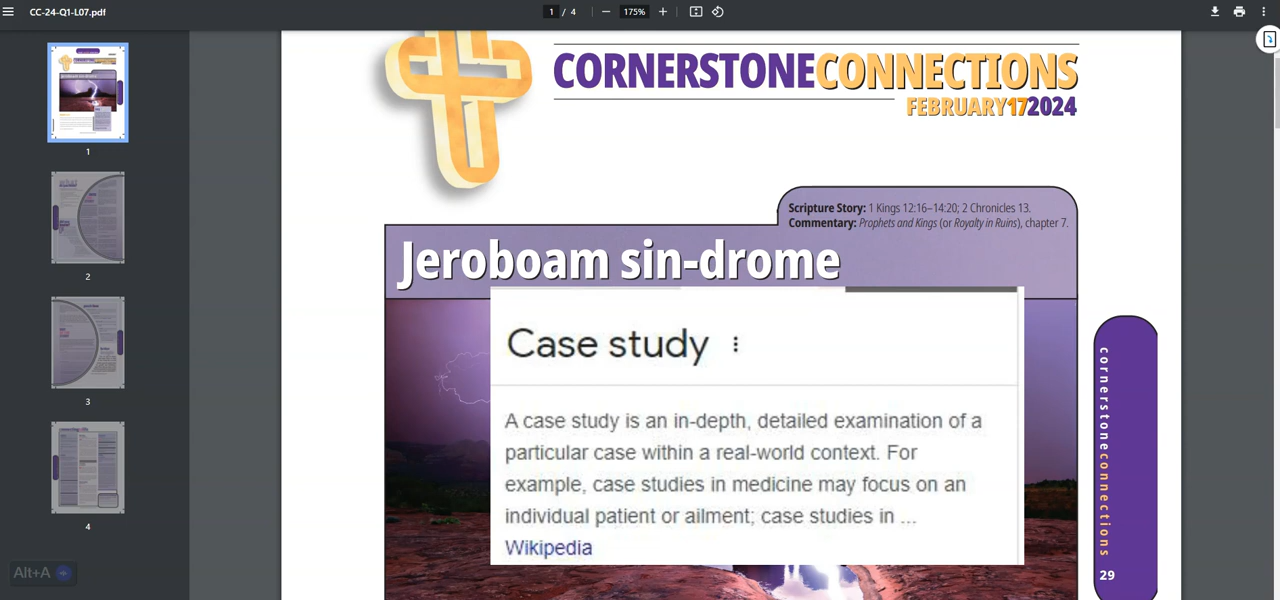 CC-24-Q1-L07.pdf
1 / 4
175%
CORNERSTONECONNECTIONS
FEBRUARY172024
Scripture Story: 1 Kings 12:16–14:20; 2 Chronicles 13.
Commentary: Prophets and Kings (or Royalty in Ruins), chapter 7.
Jeroboam sin-drome
Case study
A case study is an in-depth, detailed examination of a
particular case within a real-world context. For
example, case studies in medicine may focus on an
individual patient or ailment; case studies in ...
Wikipedia
cornerstoneconnections
29
1
2
3
4
Alt+A